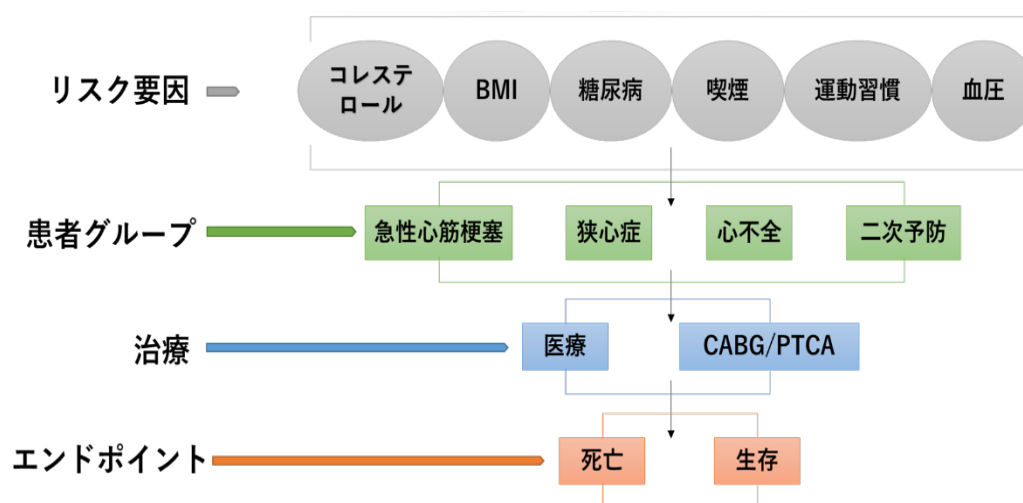 リスク要因
コレステ
ロール
BMI
糖尿病
喫煙
運動習慣
血圧
患者グループ
急性心筋梗塞
狭心症
心不全
二次予防
治療
医療
CABG/PTCA
エンドポイント
死亡
生存